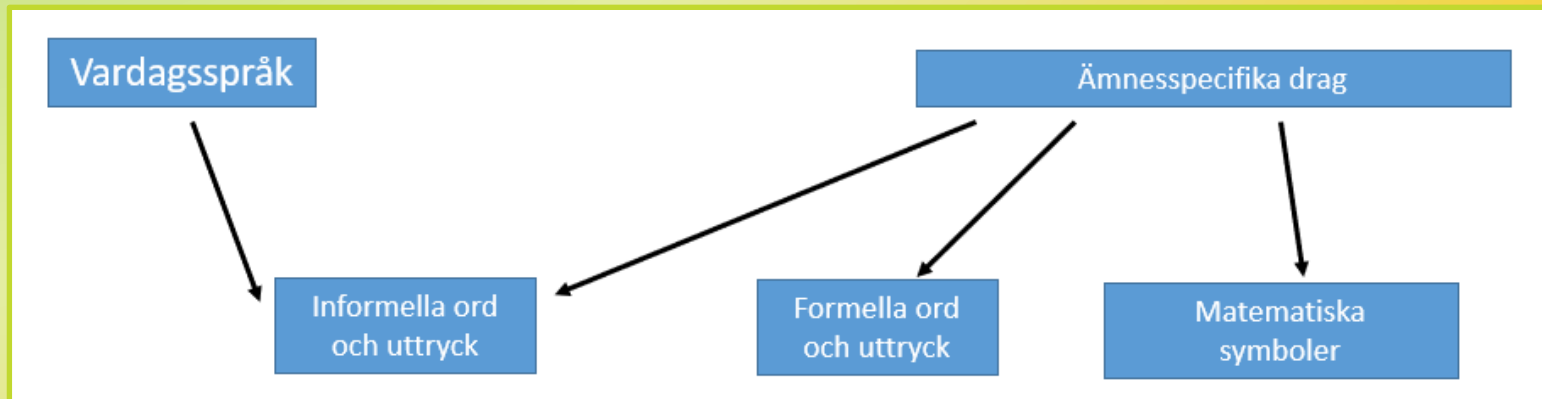 Vardagsspråk
Ämnesspecifika drag
Informella ord
och uttryck
Formella ord
och uttryck
Matematiska
symboler